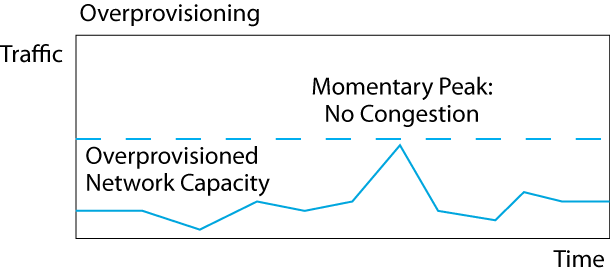 Overprovisioning
Traffic
Momentary Peak:
No Congestion
Overprovisioned
Network Capacity
Time